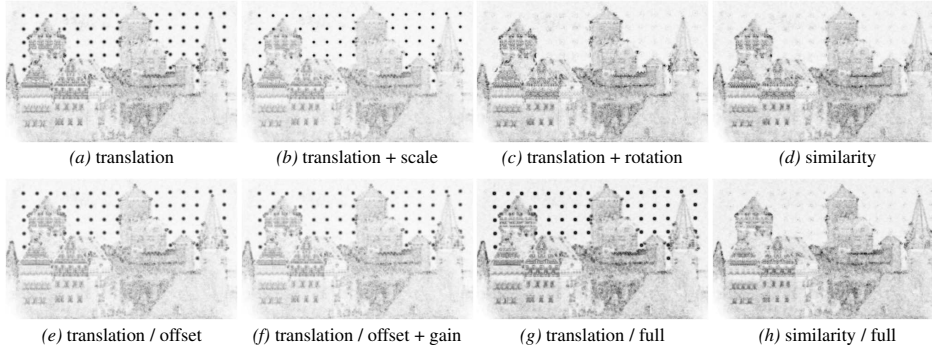 (a) translation
(b) translation + scale
(c) translation + rotation
(d) similarity
(e) translation / offset
(f) translation / offset + gain
(g) translation / full
(h) similarity / full